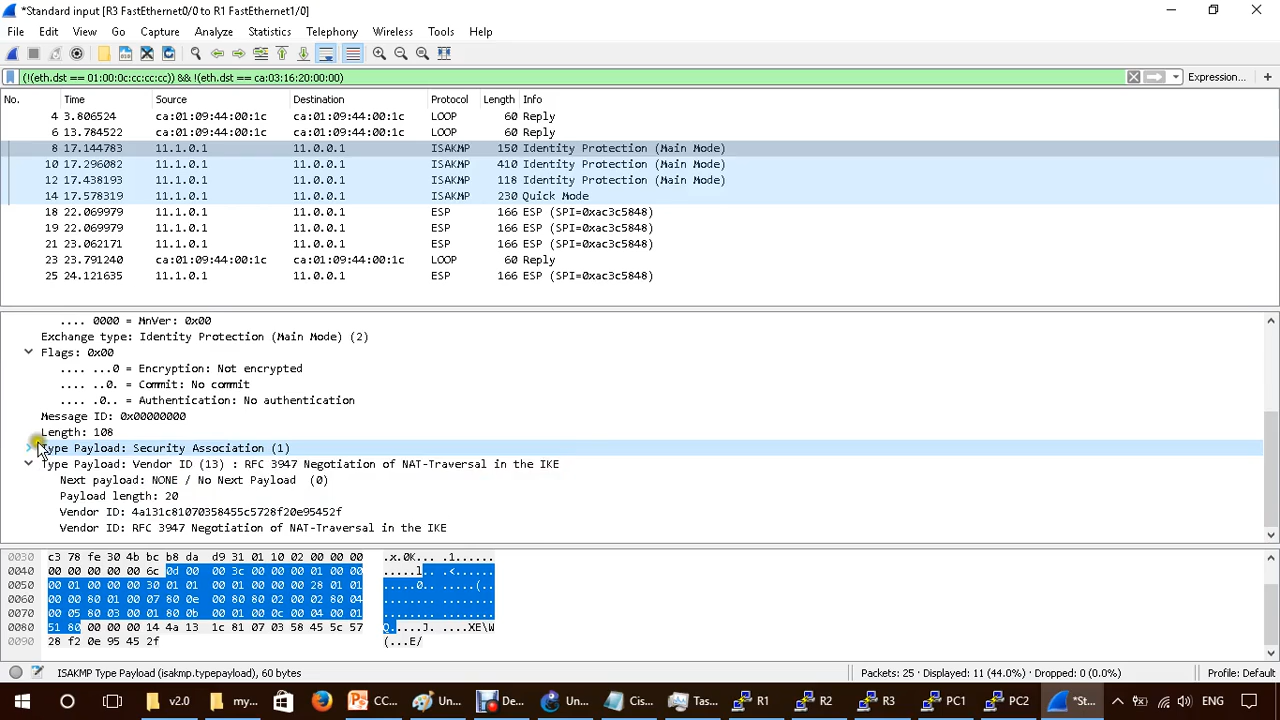 *Standard input [R3 FastEthernet0/0 to R1 FastEthernet1/0]
File Edit View Go Capture Analyze Statistics Telephony Wireless Tools Help
(!(eth.dst == 01:00:0c:cc:cc:cc)) && !(eth.dst == ca:03:16:20:00:00) Expression... +
No. Time Source Destination Protocol Length Info
4 3.806524 ca:01:09:44:00:1c ca:01:09:44:00:1c LOOP 60 Reply
6 13.784522 ca:01:09:44:00:1c ca:01:09:44:00:1c LOOP 60 Reply
8 17.144783 11.1.0.1 11.0.0.1 ISAKMP 150 Identity Protection (Main Mode)
10 17.296082 11.1.0.1 11.0.0.1 ISAKMP 410 Identity Protection (Main Mode)
12 17.438193 11.1.0.1 11.0.0.1 ISAKMP 118 Identity Protection (Main Mode)
14 17.578319 11.1.0.1 11.0.0.1 ISAKMP 230 Quick Mode
18 22.069979 11.1.0.1 11.0.0.1 ESP 166 ESP (SPI=0xac3c5848)
19 22.069979 11.1.0.1 11.0.0.1 ESP 166 ESP (SPI=0xac3c5848)
21 23.062171 11.1.0.1 11.0.0.1 ESP 166 ESP (SPI=0xac3c5848)
23 23.791240 ca:01:09:44:00:1c ca:01:09:44:00:1c LOOP 60 Reply
25 24.121635 11.1.0.1 11.0.0.1 ESP 166 ESP (SPI=0xac3c5848)
.... 0000 = MnVer: 0x00
Exchange type: Identity Protection (Main Mode) (2)
Flags: 0x00
.... ...0 = Encryption: Not encrypted
.... ..0. = Commit: No commit
.... .0.. = Authentication: No authentication
Message ID: 0x00000000
Length: 108
Type Payload: Security Association (1)
Type Payload: Vendor ID (13) : RFC 3947 Negotiation of NAT-Traversal in the IKE
Next payload: NONE / No Next Payload (0)
Payload length: 20
Vendor ID: 4a131c81070358455c5728f20e95452f
Vendor ID: RFC 3947 Negotiation of NAT-Traversal in the IKE
0030 c3 78 fe 30 4b bc b8 da d9 31 01 10 02 00 00 00 .x.0K... .1......
0040 00 00 00 00 00 6c 0d 00 00 3c 00 00 00 01 00 00 .....l.. .<......
0050 00 01 00 00 00 30 01 01 00 01 00 00 00 28 01 01 .....0.. .....(..
0060 00 00 80 01 00 07 80 0e 00 80 80 02 00 02 80 04 ........ ........
0070 00 05 80 03 00 01 80 0b 00 01 00 0c 00 04 00 01 ........ ........
0080 51 80 00 00 00 14 4a 13 1c 81 07 03 58 45 5c 57 Q.....J. ....XE\W
0090 28 f2 0e 95 45 2f (...E/
ISAKMP Type Payload (isakmp.typepayload), 60 bytes Packets: 25 · Displayed: 11 (44.0%) · Dropped: 0 (0.0%) Profile: Default
v2.0 my... CC... Un... De... Un... Cis... Tas... R1 R2 R3 PC1 PC2 *St... ENG